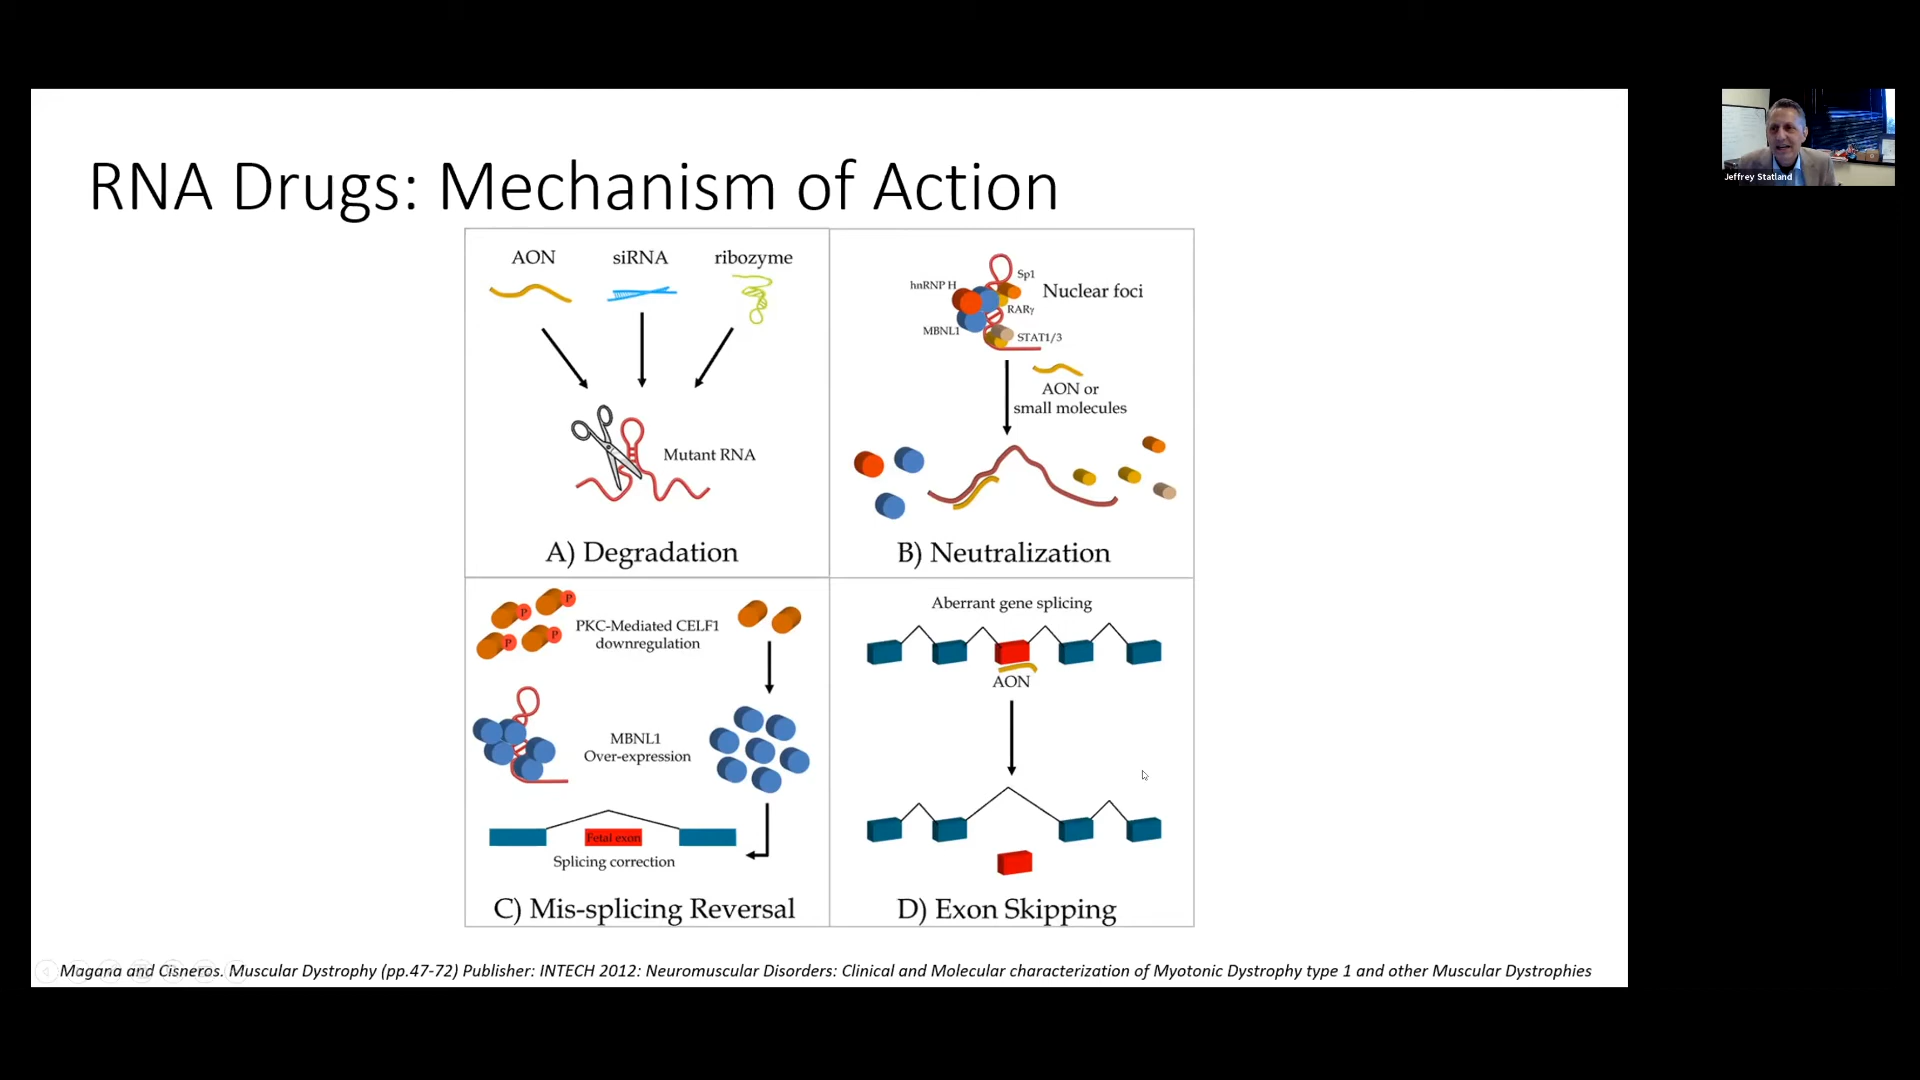 RNA Drugs: Mechanism of Action
Jeffrey Statland
AON
siRNA
ribozyme
Mutant RNA
A) Degradation
hnRNP H
Sp1
Nuclear foci
RARγ
MBNL1
STAT1/3
AON or
small molecules
B) Neutralization
P
P
P
P
PKC-Mediated CELF1
downregulation
MBNL1
Over-expression
Fetal exon
Splicing correction
C) Mis-splicing Reversal
Aberrant gene splicing
AON
D) Exon Skipping
Magana and Cisneros. Muscular Dystrophy (pp.47-72) Publisher: INTECH 2012: Neuromuscular Disorders: Clinical and Molecular characterization of Myotonic Dystrophy type 1 and other Muscular Dystrophies